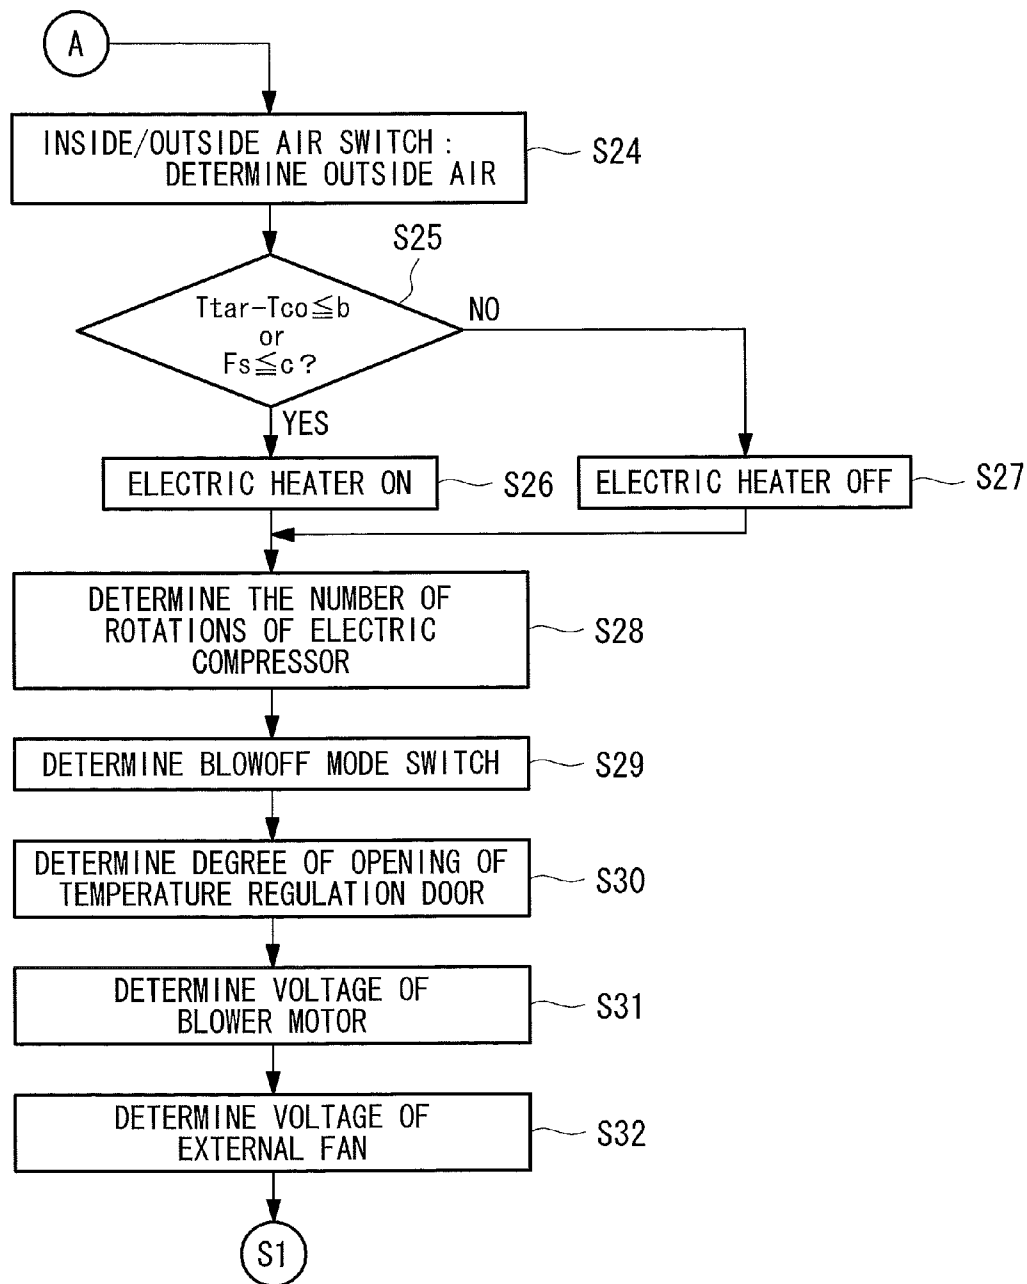 A
INSIDE/OUTSIDE AIR SWITCH:
DETERMINE OUTSIDE AIR
S24
S25
Ttar-Tco≦b
or
Fs≦c?
NO
YES
ELECTRIC HEATER ON
S26
ELECTRIC HEATER OFF
S27
DETERMINE THE NUMBER OF
ROTATIONS OF ELECTRIC
COMPRESSOR
S28
DETERMINE BLOWOFF MODE SWITCH
S29
DETERMINE DEGREE OF OPENING OF
TEMPERATURE REGULATION DOOR
S30
DETERMINE VOLTAGE OF
BLOWER MOTOR
S31
DETERMINE VOLTAGE OF
EXTERNAL FAN
S32
S1